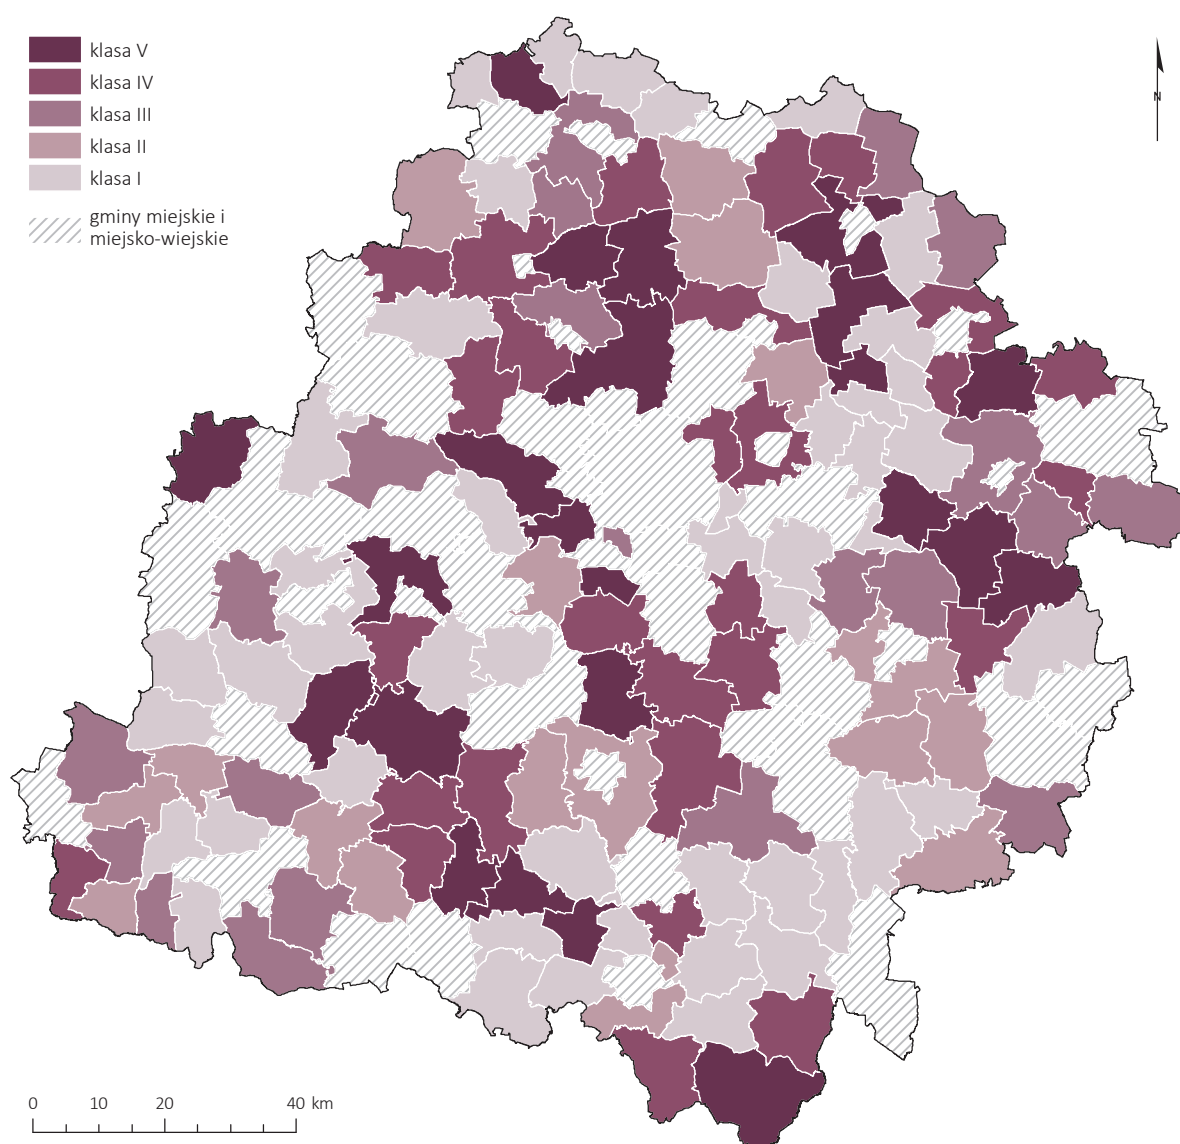 klasa V
klasa IV
klasa III
klasa II
klasa I
gminy miejskie i
miejsko-wiejskie
N
0 10 20 40 km